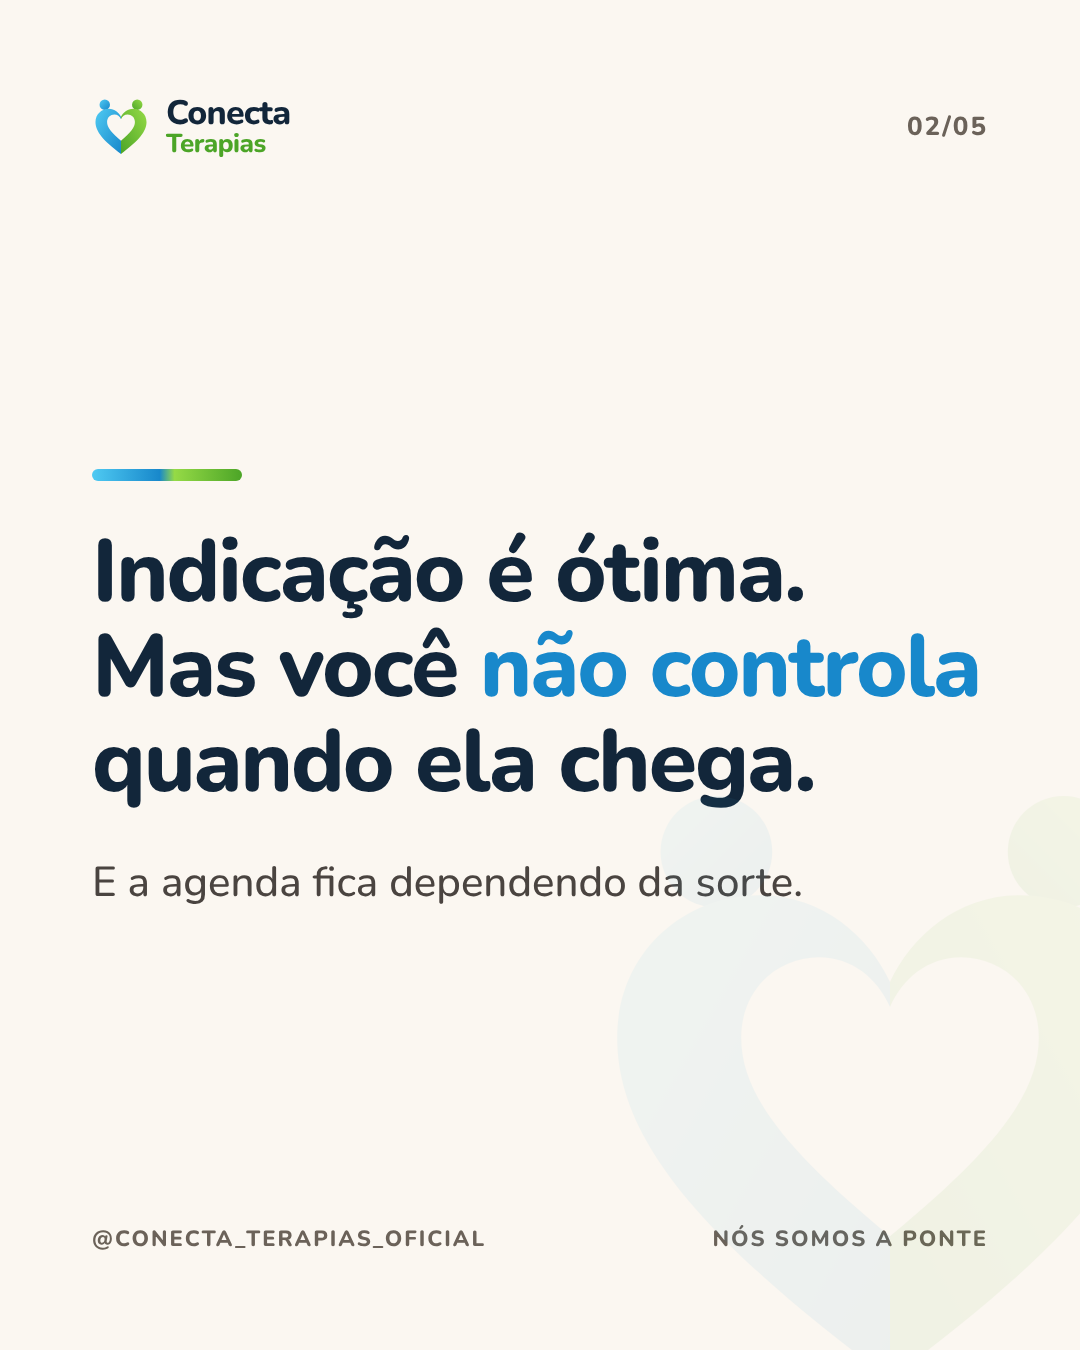 Conecta
Terapias
02/05
Indicação é ótima.
Mas você não controla
quando ela chega.
E a agenda fica dependendo da sorte.
@CONECTA_TERAPIAS_OFICIAL
NÓS SOMOS A PONTE